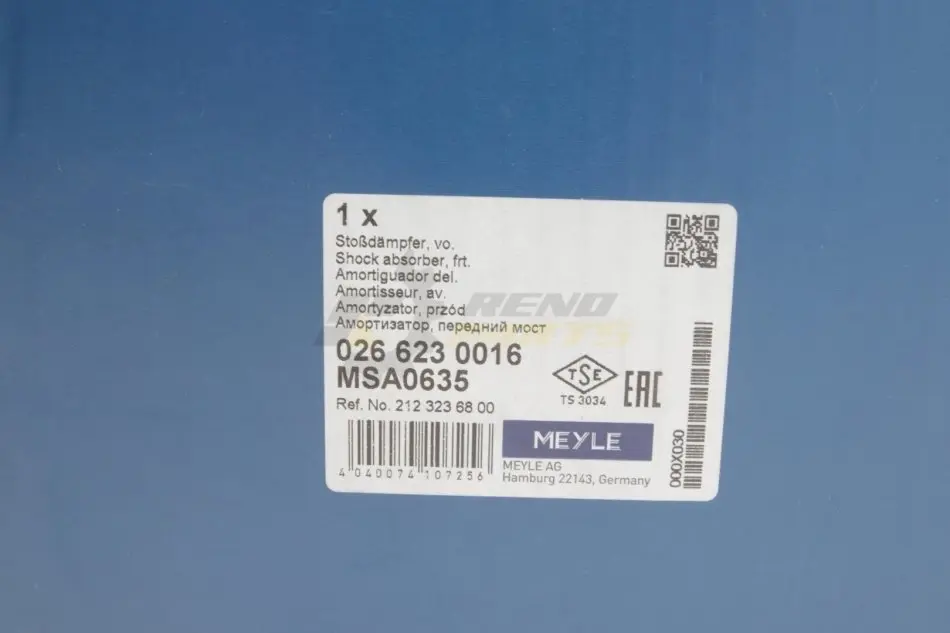 1 x
Stoßdämpfer, vo.
Shock absorber, frt.
Amortiguador del.
Amortisseur, av.
Amortyzator, przód
Амортизатор, передний мост
RENO
PARTS
026 623 0016
MSA0635
Ref. No. 212 323 68 00
TSE
TS 3034
EAC
4 040074 107256
MEYLE
MEYLE AG
Hamburg 22143, Germany
000X030